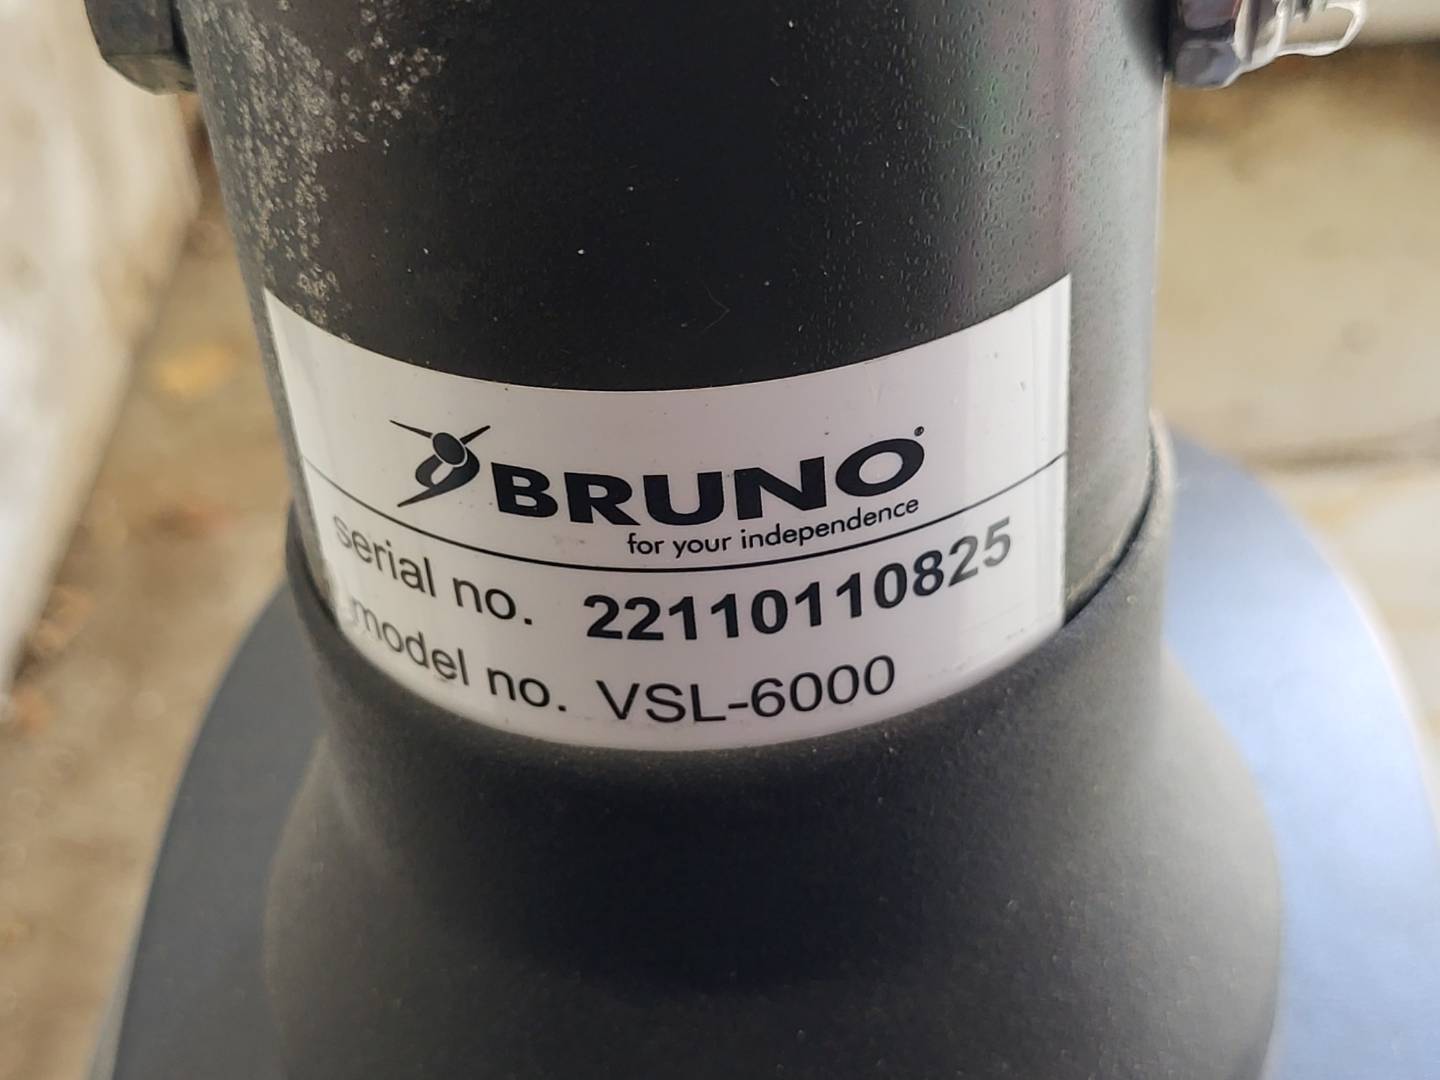 BRUNO®
for your independence
serial no. 22110110825
model no. VSL-6000